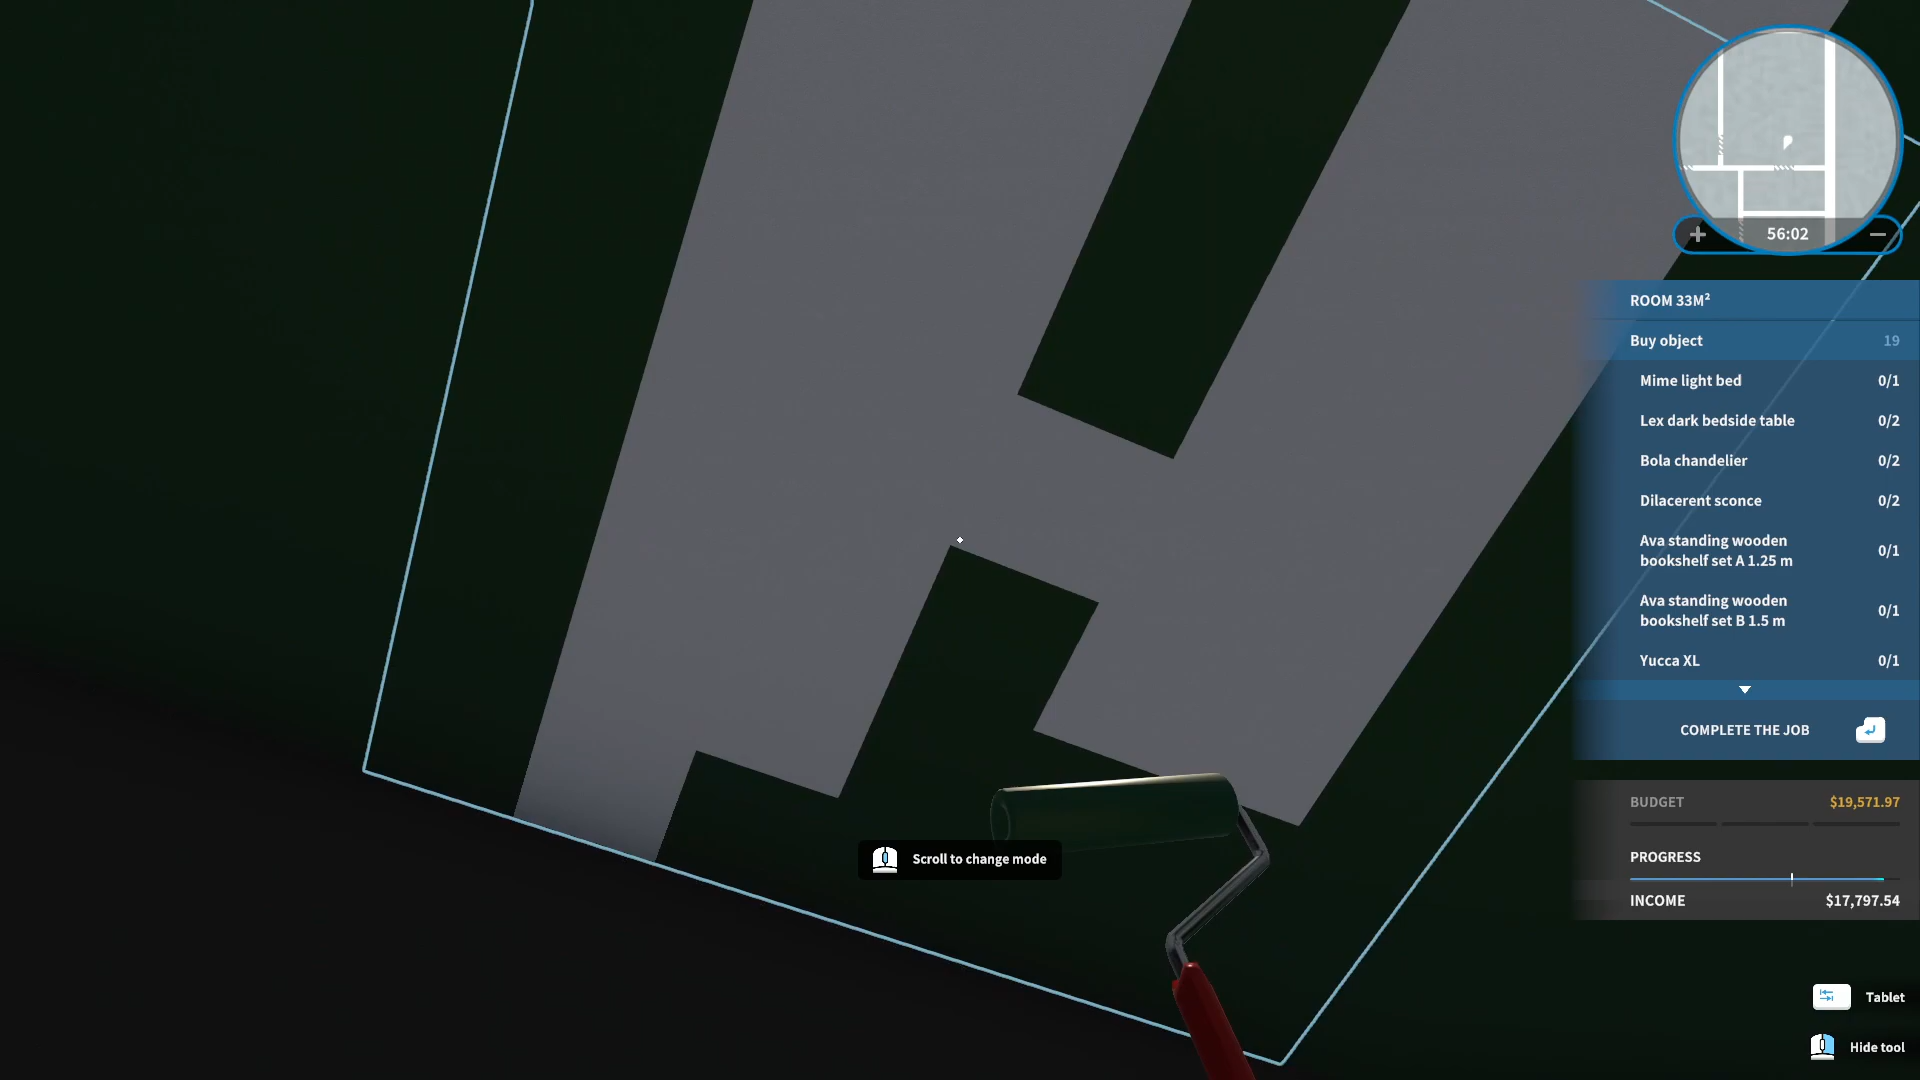 56:02
ROOM 33M²
Buy object 19
Mime light bed 0/1
Lex dark bedside table 0/2
Bola chandelier 0/2
Dilacerent sconce 0/2
Ava standing wooden
bookshelf set A 1.25 m 0/1
Ava standing wooden
bookshelf set B 1.5 m 0/1
Yucca XL 0/1
COMPLETE THE JOB
BUDGET $19,571.97
PROGRESS
INCOME $17,797.54
Scroll to change mode
Tablet
Hide tool